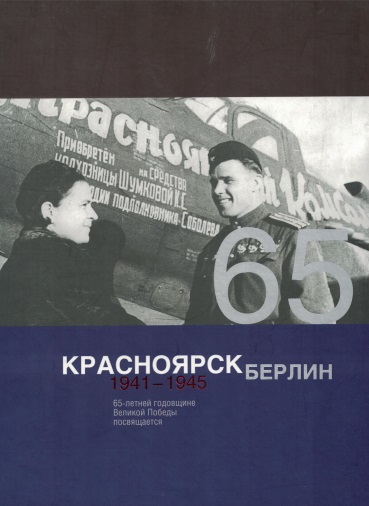 Красноярский Комсо
Приобретён на средства
колхозницы Шумковой К.С.
подполковника Соболева
65
КРАСНОЯРСК
БЕРЛИН
1941–1945
65-летней годовщине
Великой Победы
посвящается